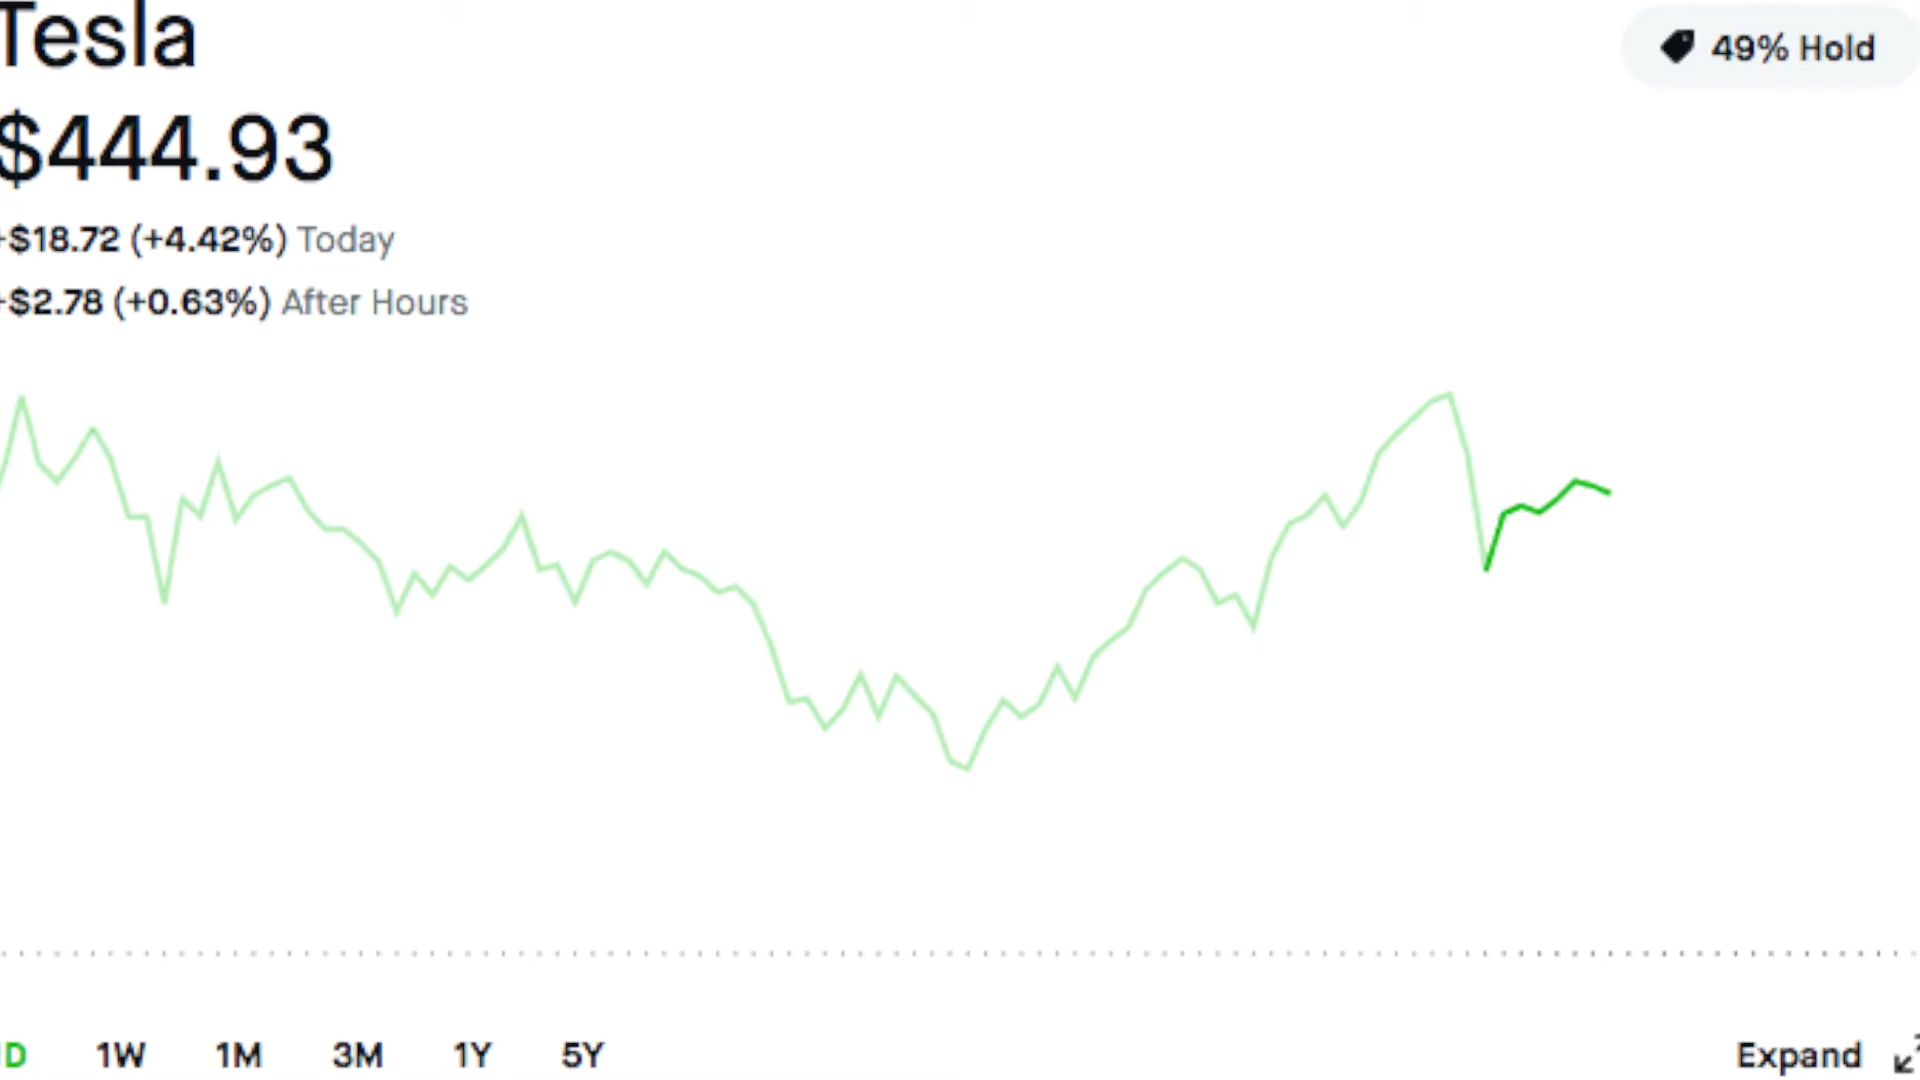 Tesla
49% Hold
$444.93
+$18.72 (+4.42%) Today
+$2.78 (+0.63%) After Hours
1D 1W 1M 3M 1Y 5Y
Expand